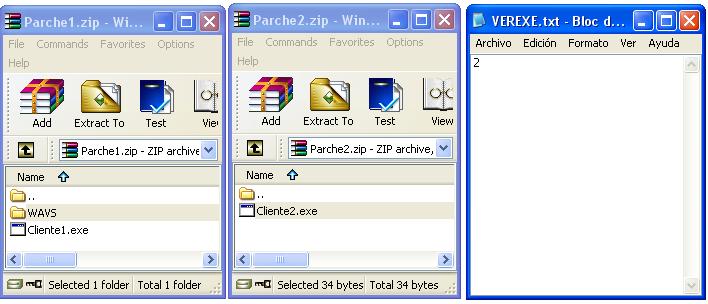 Parche1.zip - Win...
File Commands Favorites Options
Help
Add Extract To Test View
Parche1.zip - ZIP archive
Name
..
WAVS
Cliente1.exe
Selected 1 folder Total 1 folder
Parche2.zip - Win...
File Commands Favorites Options
Help
Add Extract To Test View
Parche2.zip - ZIP archive,
Name
..
Cliente2.exe
Selected 34 bytes Total 34 bytes
VEREXE.txt - Bloc d...
Archivo Edición Formato Ver Ayuda
2